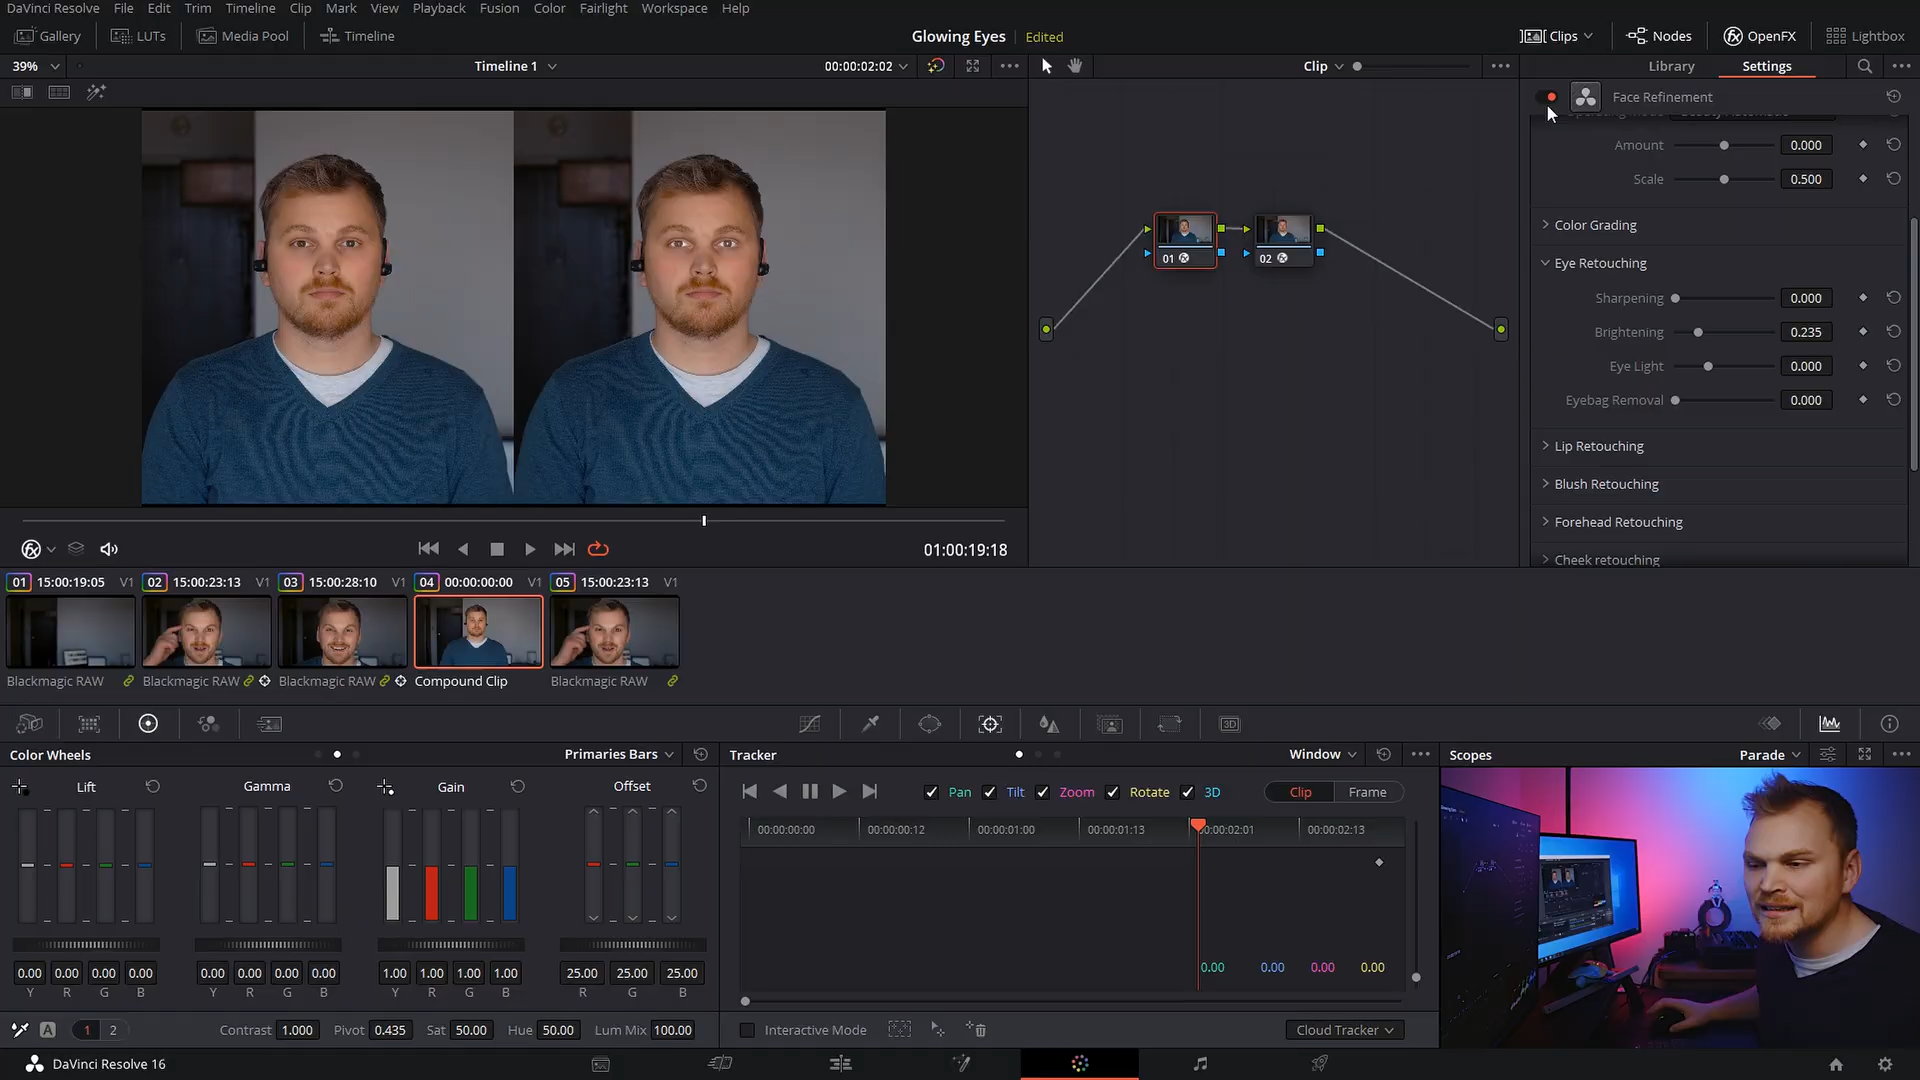 DaVinci Resolve File Edit Trim Timeline Clip Mark View Playback Fusion Color Fairlight Workspace Help
Gallery LUTs Media Pool Timeline Glowing Eyes Edited Clips Nodes OpenFX Lightbox
39% Timeline 1 00:00:02:02 Clip Library Settings
Face Refinement
Amount 0.000
Scale 0.500
Color Grading
Eye Retouching
Sharpening 0.000
Brightening 0.235
Eye Light 0.000
Eyebag Removal 0.000
Lip Retouching
Blush Retouching
Forehead Retouching
Cheek retouching
01 02
01:00:19:18
01 15:00:19:05 V1 02 15:00:23:13 V1 03 15:00:28:10 V1 04 00:00:00:00 V1 05 15:00:23:13 V1
Blackmagic RAW Blackmagic RAW Blackmagic RAW Compound Clip Blackmagic RAW
3D
Color Wheels Primaries Bars Tracker Window Scopes Parade
Lift Gamma Gain Offset Pan Tilt Zoom Rotate 3D Clip Frame
00:00:00:00 00:00:00:12 00:00:01:00 00:00:01:13 00:00:02:01 00:00:02:13
0.00 0.00 0.00 0.00
0.00 0.00 0.00 0.00 0.00 0.00 0.00 0.00 1.00 1.00 1.00 1.00 25.00 25.00 25.00
Y R G B Y R G B Y R G B R G B
A 1 2 Contrast 1.000 Pivot 0.435 Sat 50.00 Hue 50.00 Lum Mix 100.00 Interactive Mode Cloud Tracker
DaVinci Resolve 16